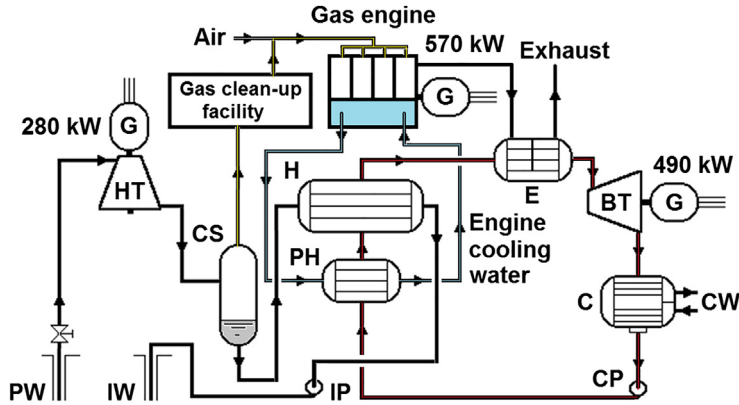 Gas engine
Air
570 kW
Exhaust
Gas clean-up
facility
G
280 kW
G
HT
H
E
490 kW
BT
G
CS
PH
Engine
cooling
water
C
CW
PW
IW
IP
CP